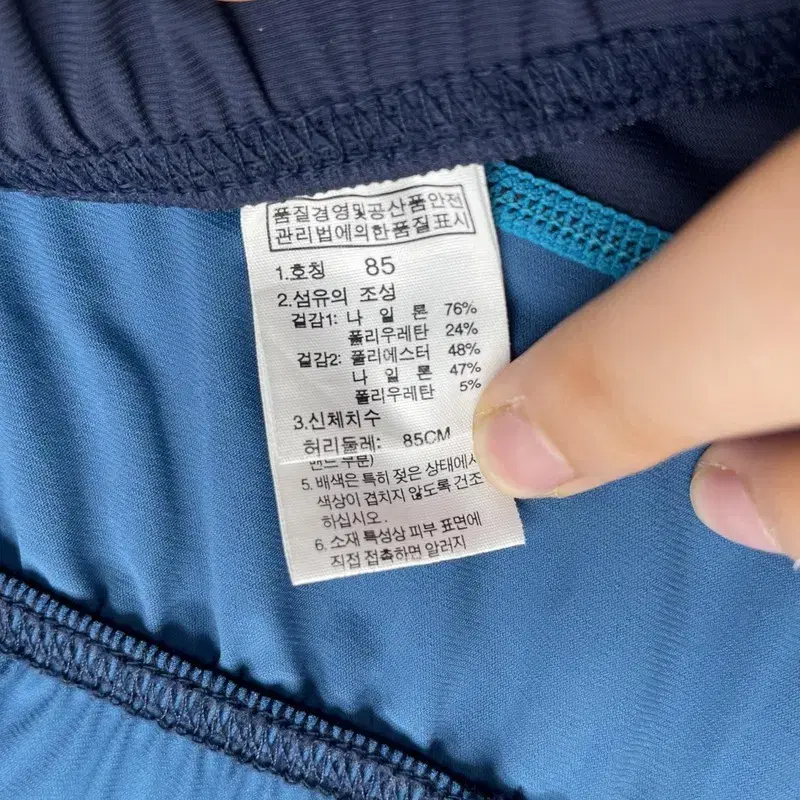 품질경영및공산품안전
관리법에의한품질표시
1.호칭 85
2.섬유의 조성
겉감1: 나 일 론 76%
폴리우레탄 24%
겉감2: 폴리에스터 48%
나 일 론 47%
폴리우레탄 5%
3.신체치수
허리둘레: 85CM
밴드 부분)
5. 배색은 특히 젖은 상태에서
색상이 겹치지 않도록 건조
하십시오.
6. 소재 특성상 피부 표면에
직접 접촉하면 알러지